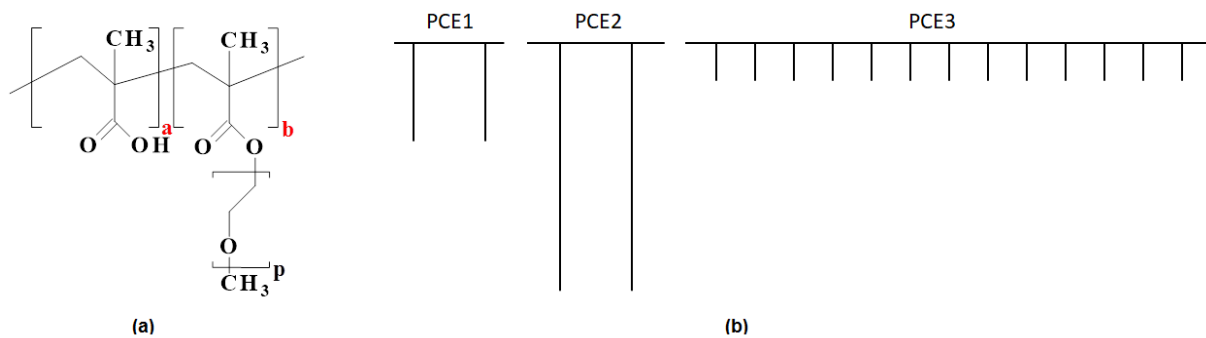 PCE1 PCE2 PCE3
CH3 CH3
a b
O OH O O
O
p
CH3
(a) (b)